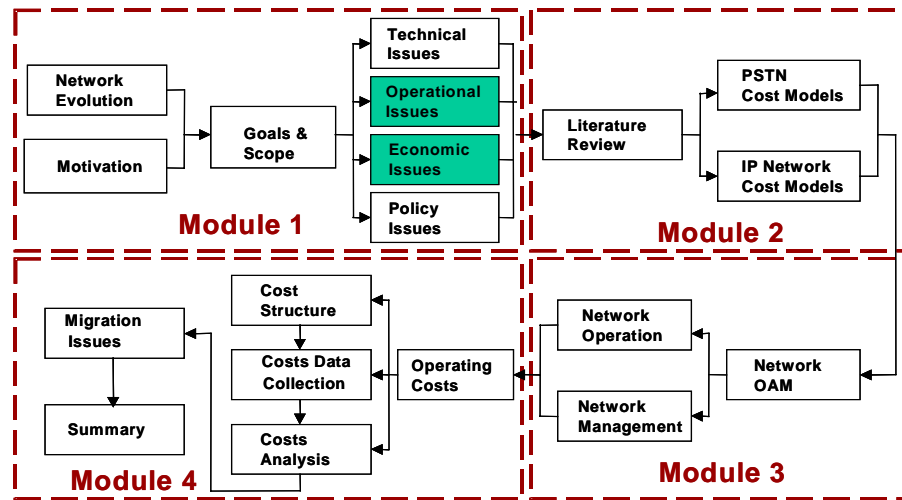 Network
Evolution
Motivation
Goals &
Scope
Technical
Issues
Operational
Issues
Economic
Issues
Policy
Issues
Module 1
Literature
Review
PSTN
Cost Models
IP Network
Cost Models
Module 2
Migration
Issues
Summary
Cost
Structure
Costs Data
Collection
Costs
Analysis
Operating
Costs
Module 4
Network
Operation
Network
Management
Network
OAM
Module 3